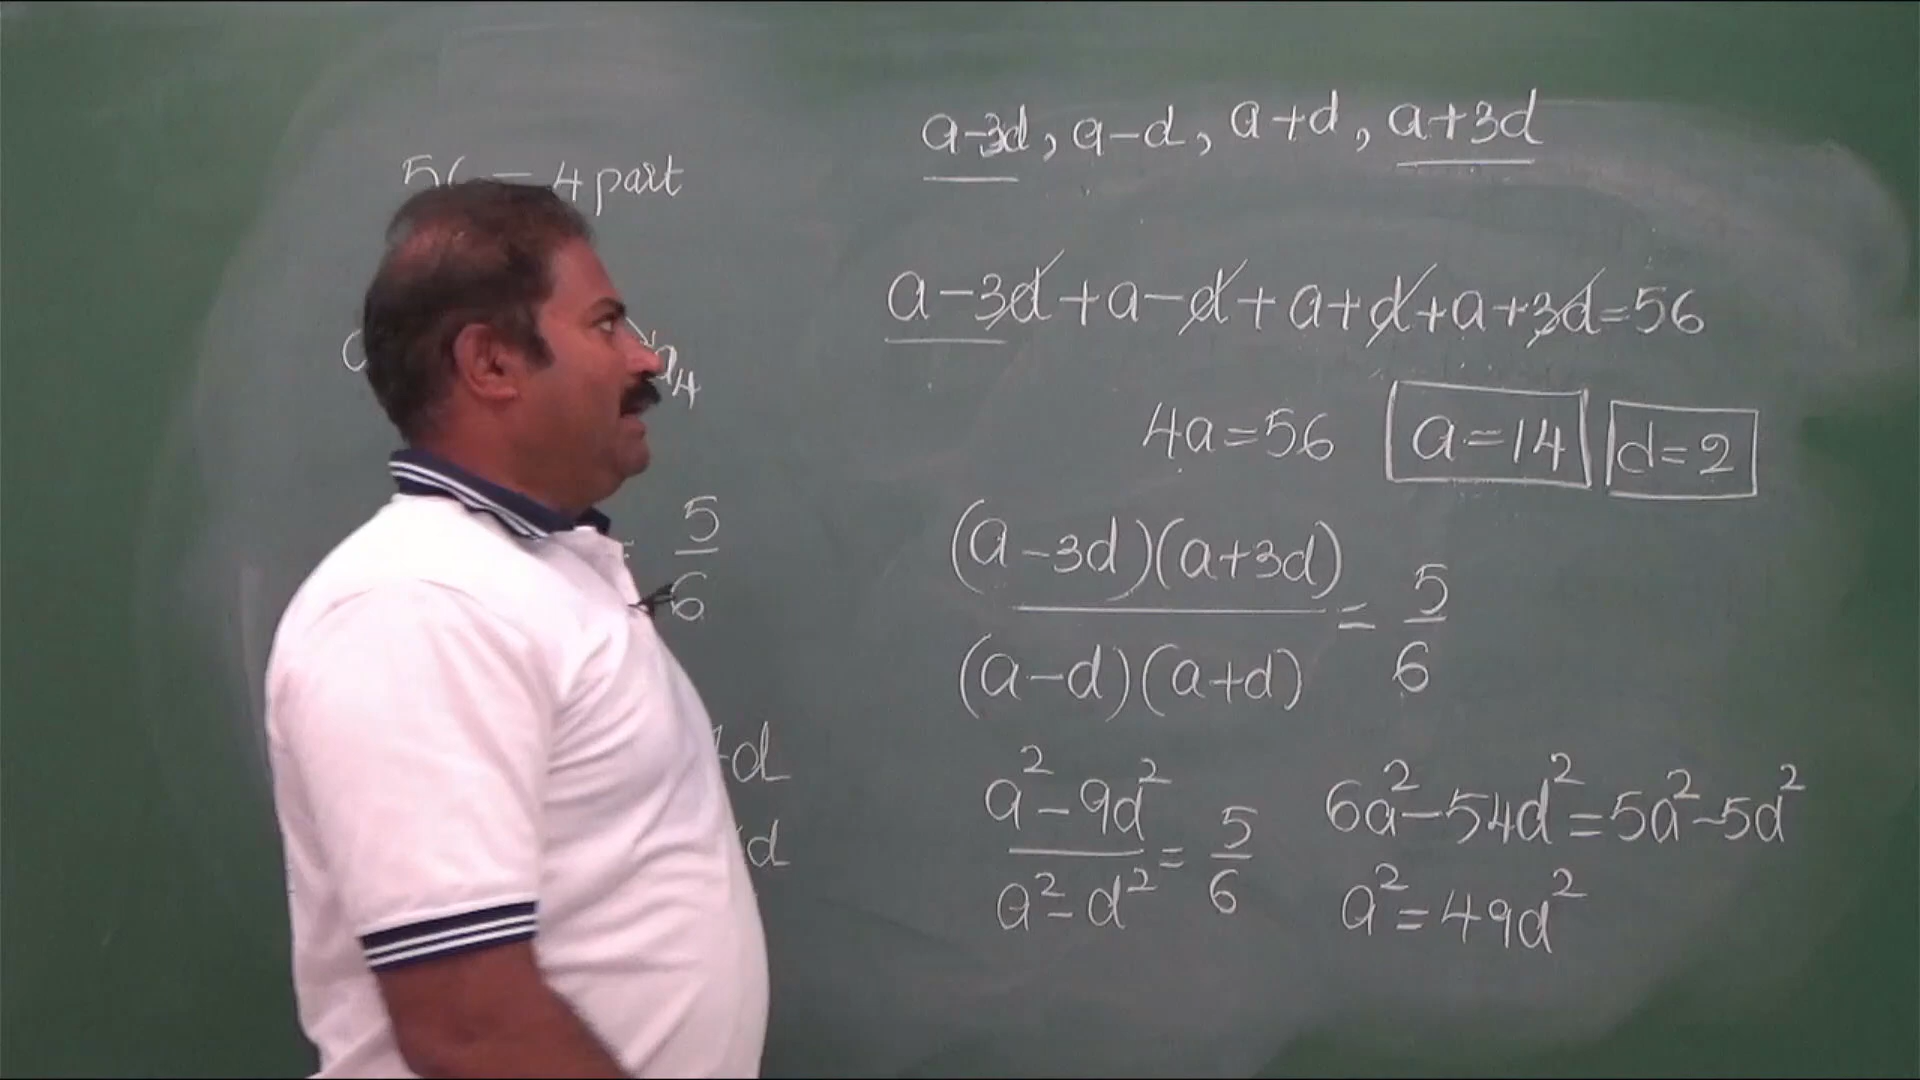 56 = 4 part
a4
5
6
+d
d
a-3d, a-d, a+d, a+3d
a-3d+a-d+a+d+a+3d=56
4a=56 a=14 d=2
(a-3d)(a+3d)
= 5
6
(a-d)(a+d)
a²-9d²
a²-d²
= 5
6
6a²-54d²=5a²-5d²
a²=49d²